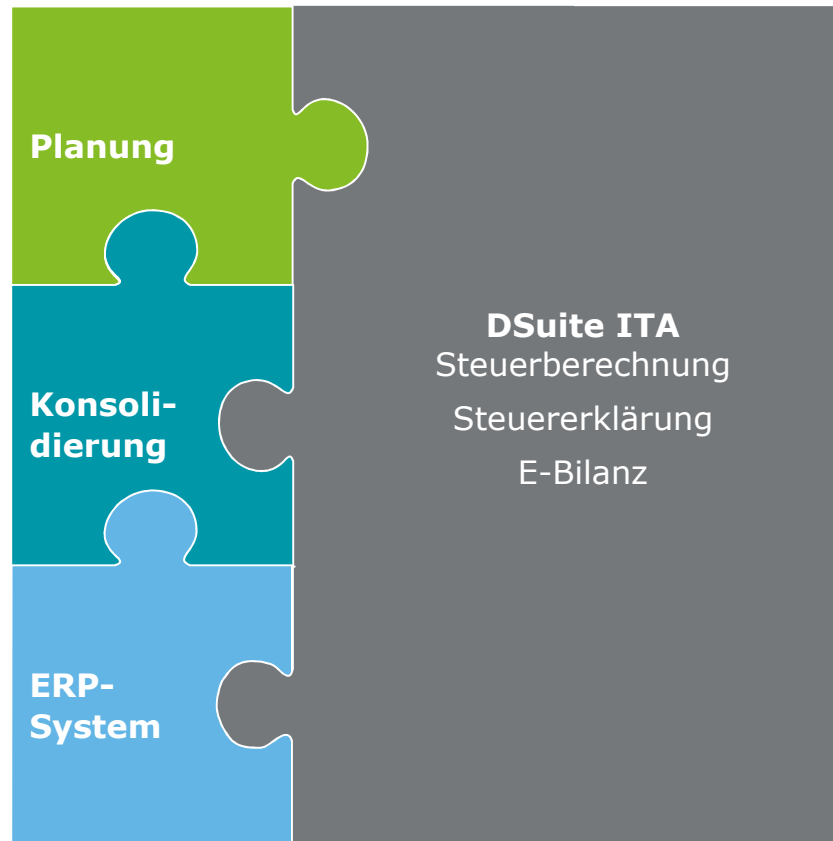 Planung
Konsoli-
dierung
ERP-
System
DSuite ITA
Steuerberechnung
Steuererklärung
E-Bilanz